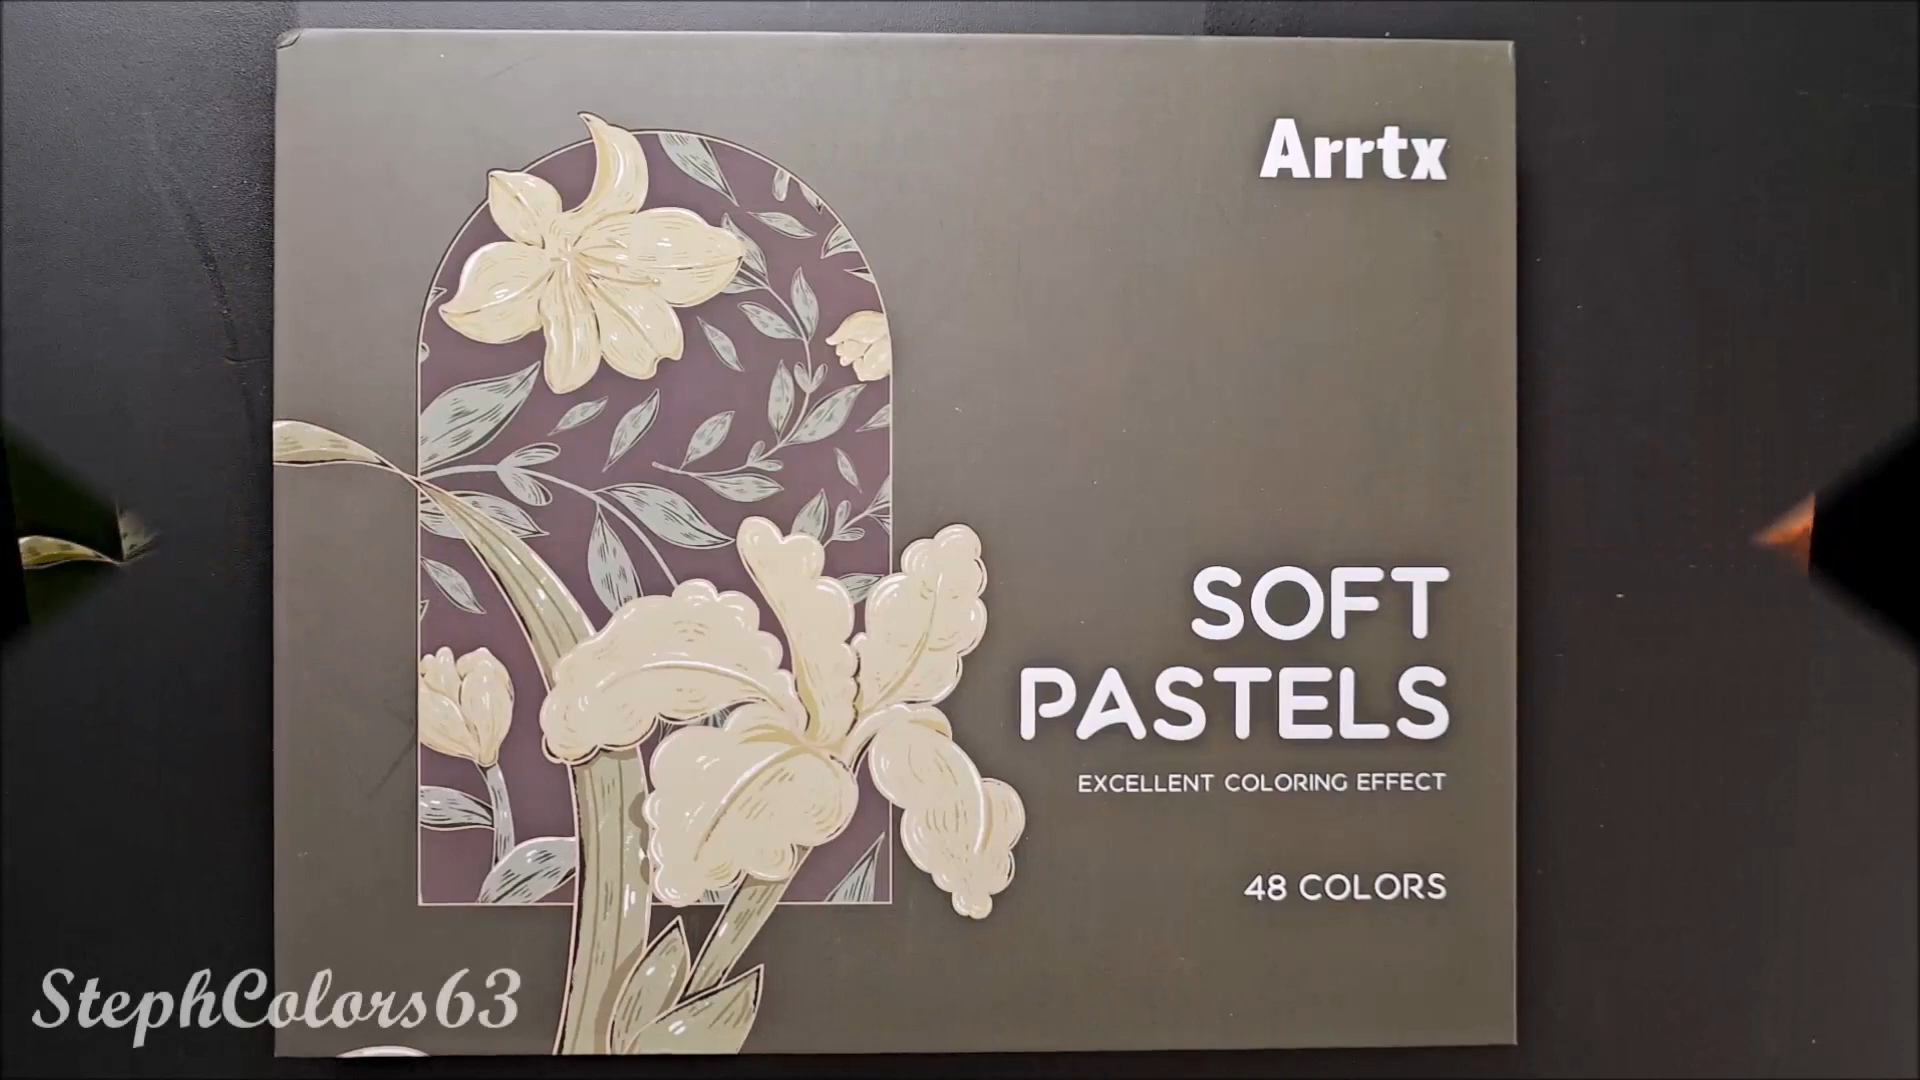 Arrtx
SOFT
PASTELS
EXCELLENT COLORING EFFECT
48 COLORS
StephColors63